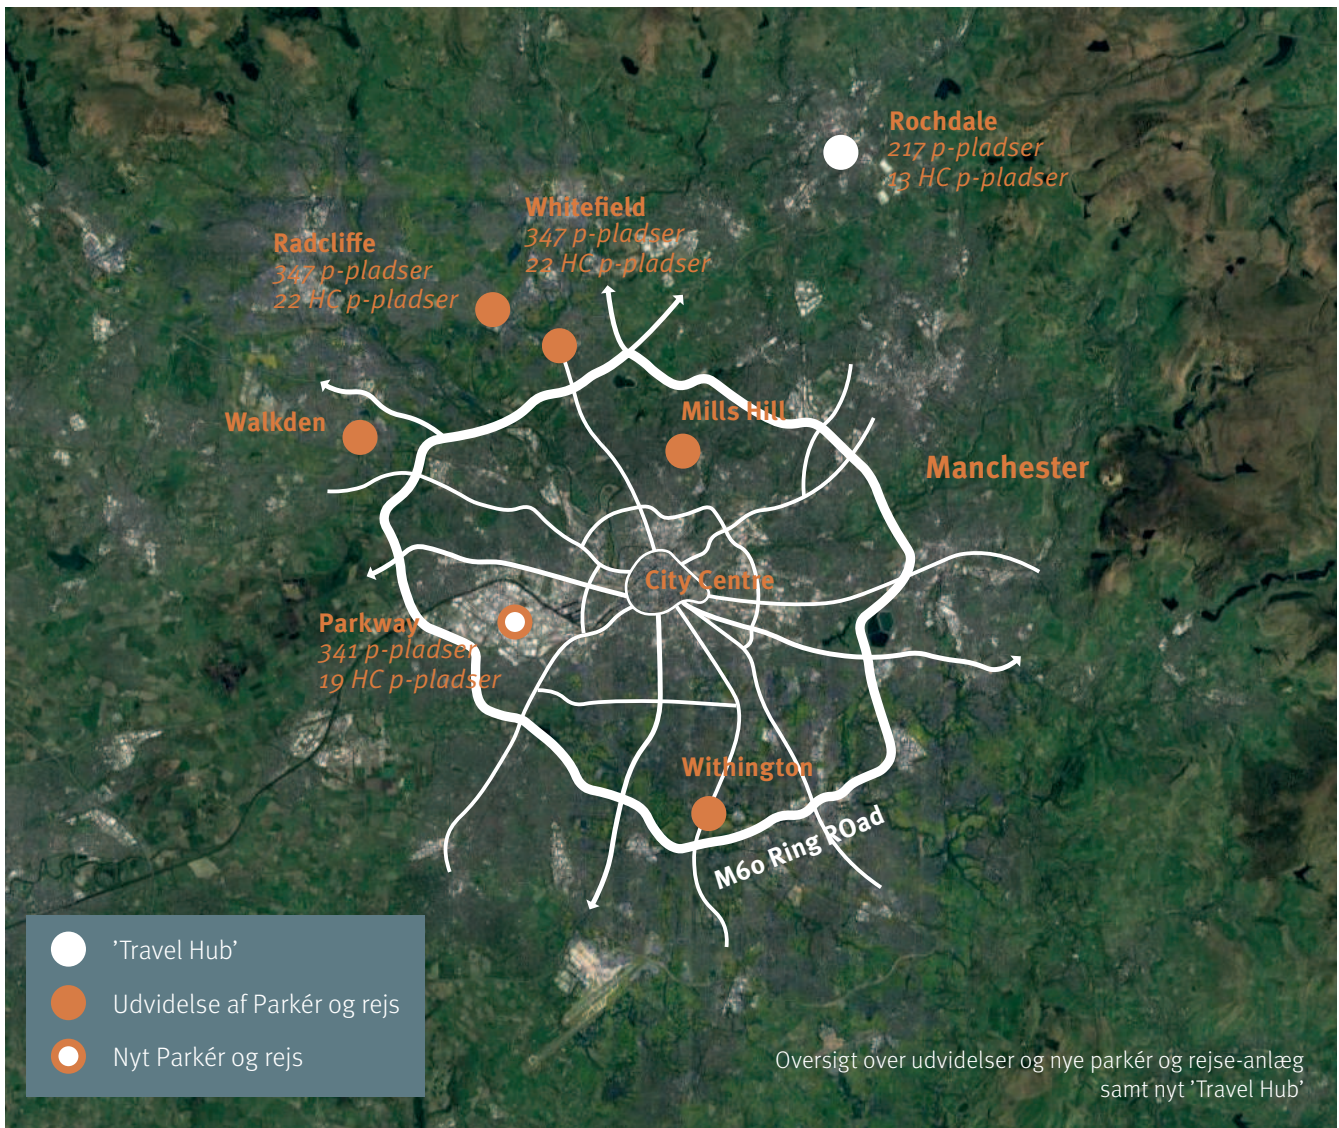 Rochdale
217 p-pladser
13 HC p-pladser
Whitefield
347 p-pladser
22 HC p-pladser
Radcliffe
347 p-pladser
22 HC p-pladser
Walkden
Mills Hill
Manchester
City Centre
Parkway
341 p-pladser
19 HC p-pladser
Withington
M60 Ring ROad
’Travel Hub’
Udvidelse af Parkér og rejs
Nyt Parkér og rejs
Oversigt over udvidelser og nye parkér og rejse-anlæg
samt nyt ’Travel Hub’